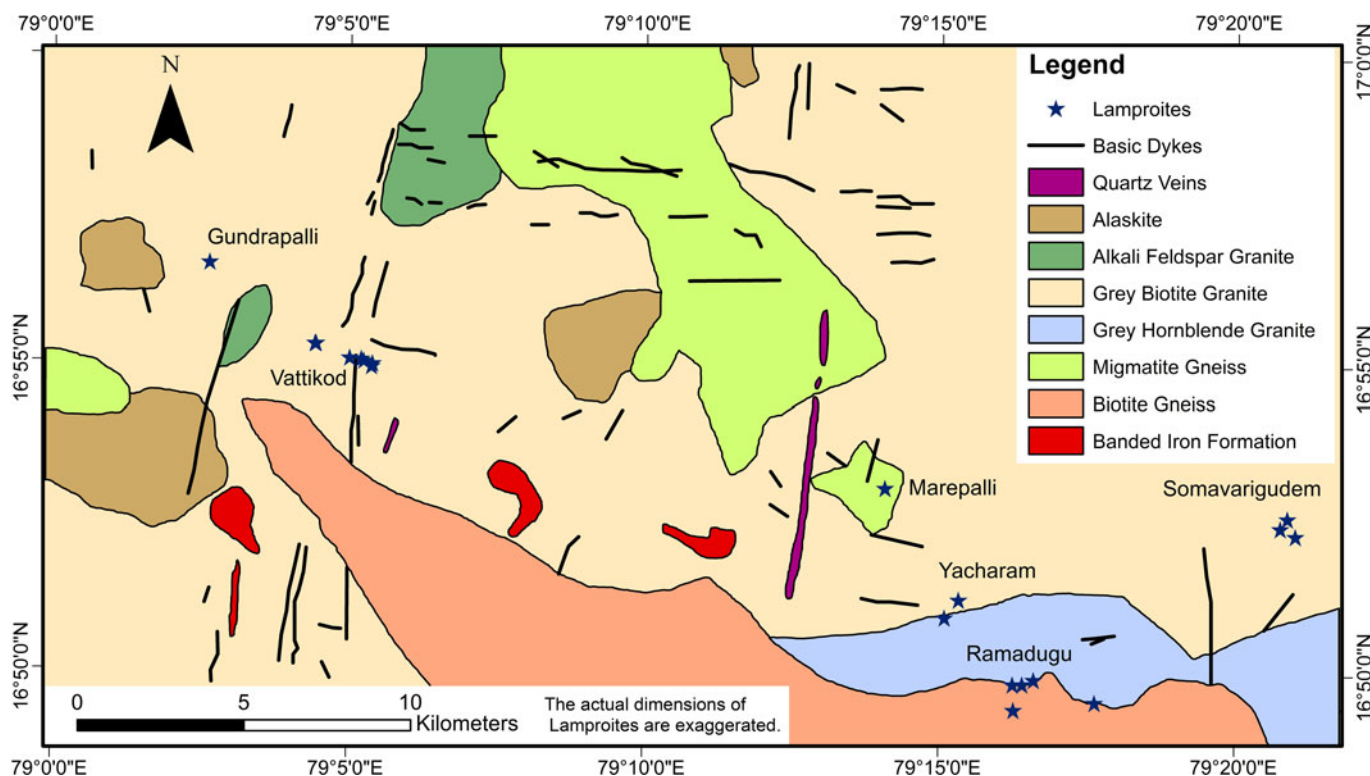 79°0'0"E 79°5'0"E 79°10'0"E 79°15'0"E 79°20'0"E
N
17°0'0"N
Legend
Lamproites
Basic Dykes
Quartz Veins
Alaskite
Alkali Feldspar Granite
Grey Biotite Granite
Grey Hornblende Granite
Migmatite Gneiss
Biotite Gneiss
Banded Iron Formation
Gundrapalli
16°55'0"N
16°55'0"N
Vattikod
Marepalli
Somavarigudem
Yacharam
Ramadugu
16°50'0"N
16°50'0"N
0 5 10
Kilometers
The actual dimensions of
Lamproites are exaggerated.
79°0'0"E 79°5'0"E 79°10'0"E 79°15'0"E 79°20'0"E